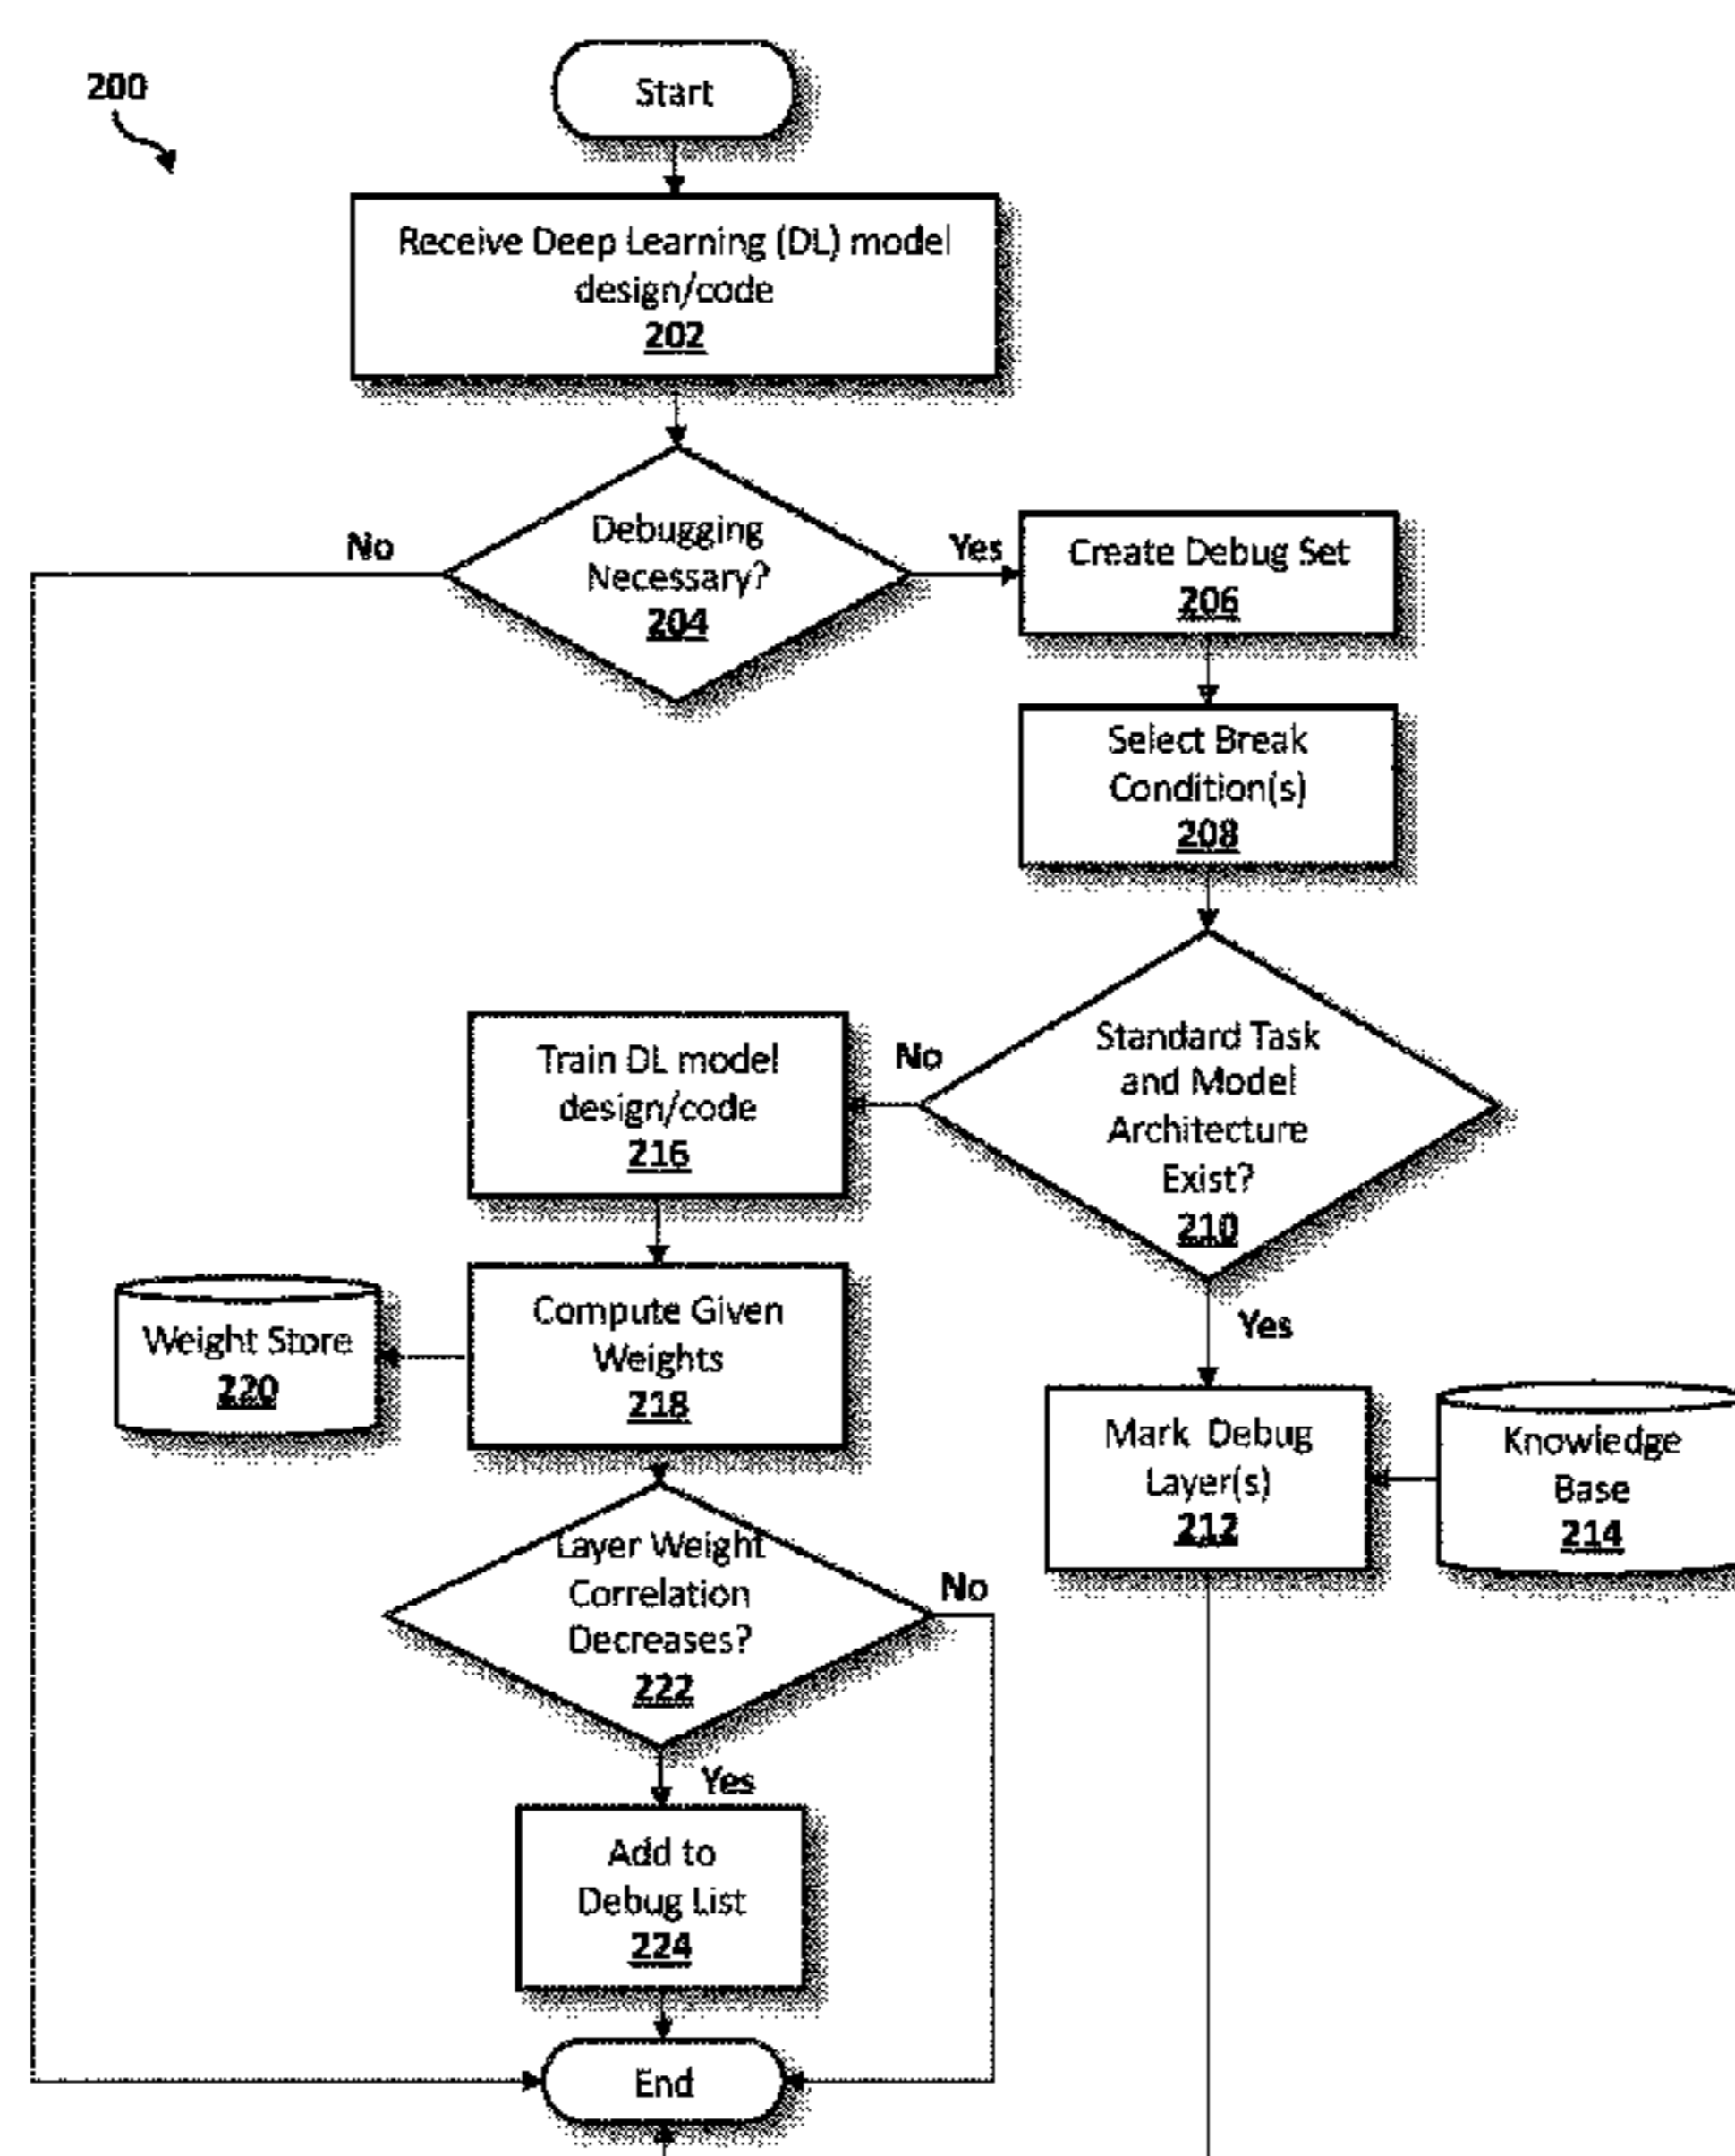 200
Start
Receive Deep Learning (DL) model
design/code
202
Debugging
Necessary?
204
No
Yes
Create Debug Set
206
Select Break
Condition(s)
208
Standard Task
and Model
Architecture
Exist?
210
No
Yes
Train DL model
design/code
216
Compute Given
Weights
218
Weight Store
220
Mark Debug
Layer(s)
212
Knowledge
Base
214
Layer Weight
Correlation
Decreases?
222
No
Yes
Add to
Debug List
224
End